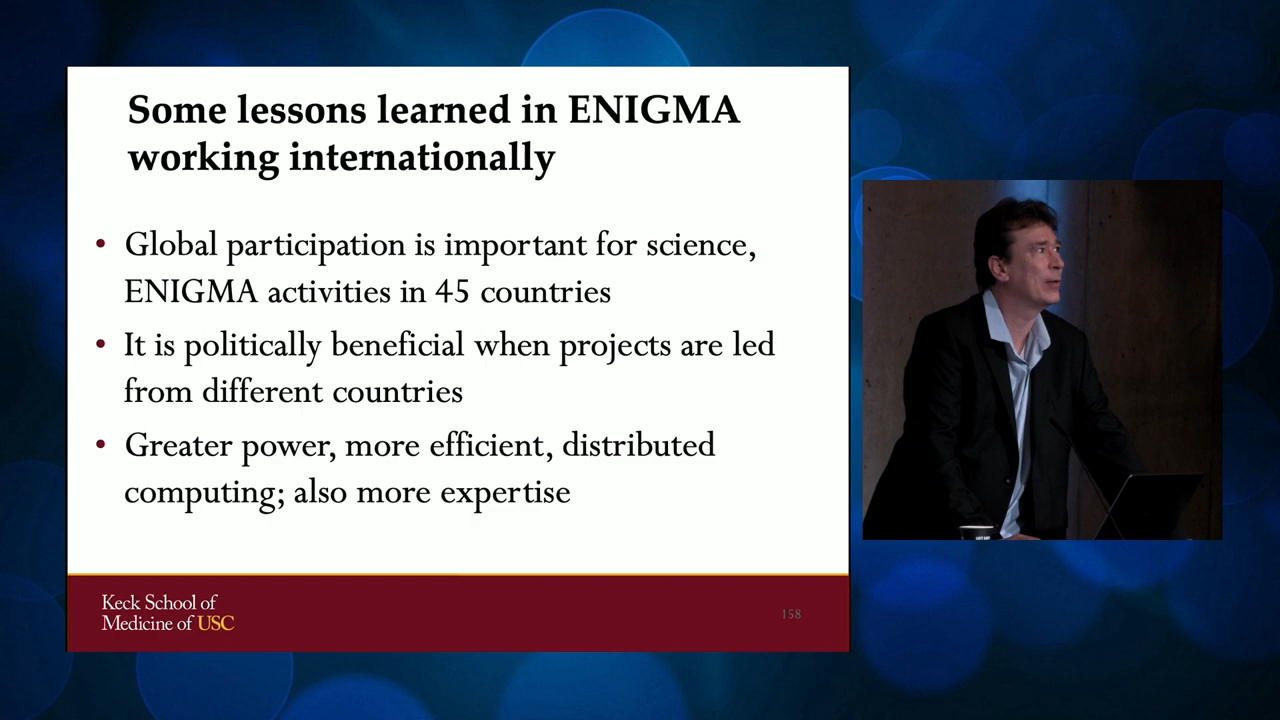 Some lessons learned in ENIGMA
working internationally
• Global participation is important for science,
ENIGMA activities in 45 countries
• It is politically beneficial when projects are led
from different countries
• Greater power, more efficient, distributed
computing; also more expertise
Keck School of
Medicine of USC
158